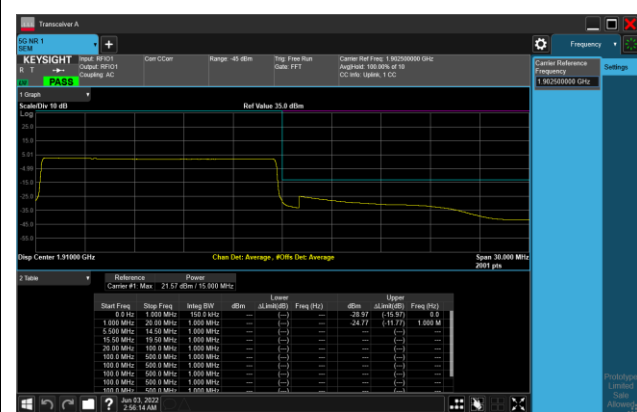 Transceiver A
5G NR 1
SEM
Frequency
KEYSIGHT
Input: RFIO1
Output: RFIO1
Coupling: AC
Corr CCorr
Range: -45 dBm
Trig: Free Run
Gate: FFT
Carrier Ref Freq: 1.902500000 GHz
Avg|Hold: 100.00% of 10
CC Info: Uplink, 1 CC
R T
PASS
Carrier Reference
Frequency
1.902500000 GHz
Settings
1 Graph
Scale/Div 10 dB
Ref Value 35.0 dBm
Log
25.0
15.0
5.01
-4.99
-15.0
-25.0
-35.0
-45.0
-55.0
Disp Center 1.91000 GHz
Chan Det: Average , #Offs Det: Average
Span 30.000 MHz
2001 pts
2 Table
Reference Power
Carrier #1: Max 21.57 dBm / 15.000 MHz
Lower Upper
Start Freq Stop Freq Integ BW dBm ΔLimit(dB) Freq (Hz) dBm ΔLimit(dB) Freq (Hz)
0.0 Hz 1.000 MHz 150.0 kHz --- (---) --- -28.97 (-15.97) 0.0
1.000 MHz 20.00 MHz 1.000 MHz --- (---) --- -24.77 (-11.77) 1.000 M
5.500 MHz 14.50 MHz 1.000 MHz --- (---) --- --- (---) ---
15.50 MHz 19.50 MHz 1.000 MHz --- (---) --- --- (---) ---
20.00 MHz 100.0 MHz 1.000 MHz --- (---) --- --- (---) ---
100.0 MHz 500.0 MHz 1.000 MHz --- (---) --- --- (---) ---
100.0 MHz 500.0 MHz 1.000 MHz --- (---) --- --- (---) ---
100.0 MHz 500.0 MHz 1.000 MHz --- (---) --- --- (---) ---
100.0 MHz 500.0 MHz 1.000 MHz --- (---) --- --- (---) ---
Prototype
Limited
Sale
Allowed
Jun 03, 2022
2:56:14 AM